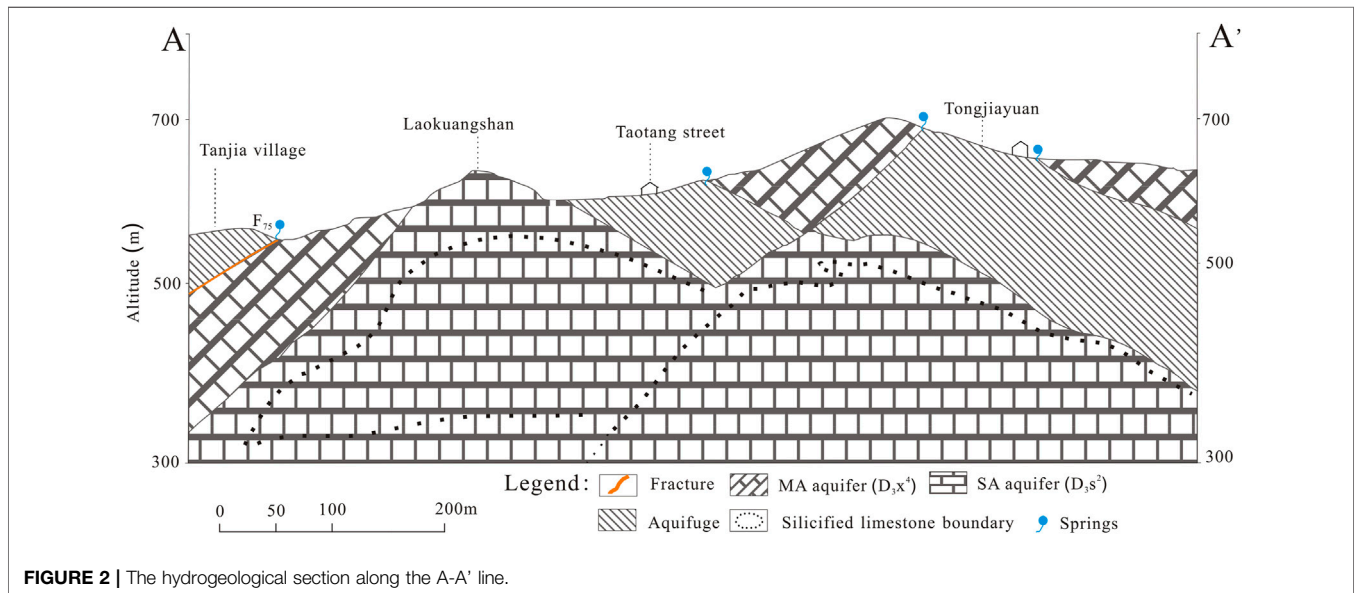 A
A'
700
700
Tongjiayuan
Laokuangshan
Taotang street
Tanjia village
F₇₅
Altitude (m)
500
500
300
300
Legend:
Fracture
MA aquifer (D₃x⁴)
SA aquifer (D₃s²)
Aquifuge
Silicified limestone boundary
Springs
0 50 100 200m
FIGURE 2 | The hydrogeological section along the A-A' line.